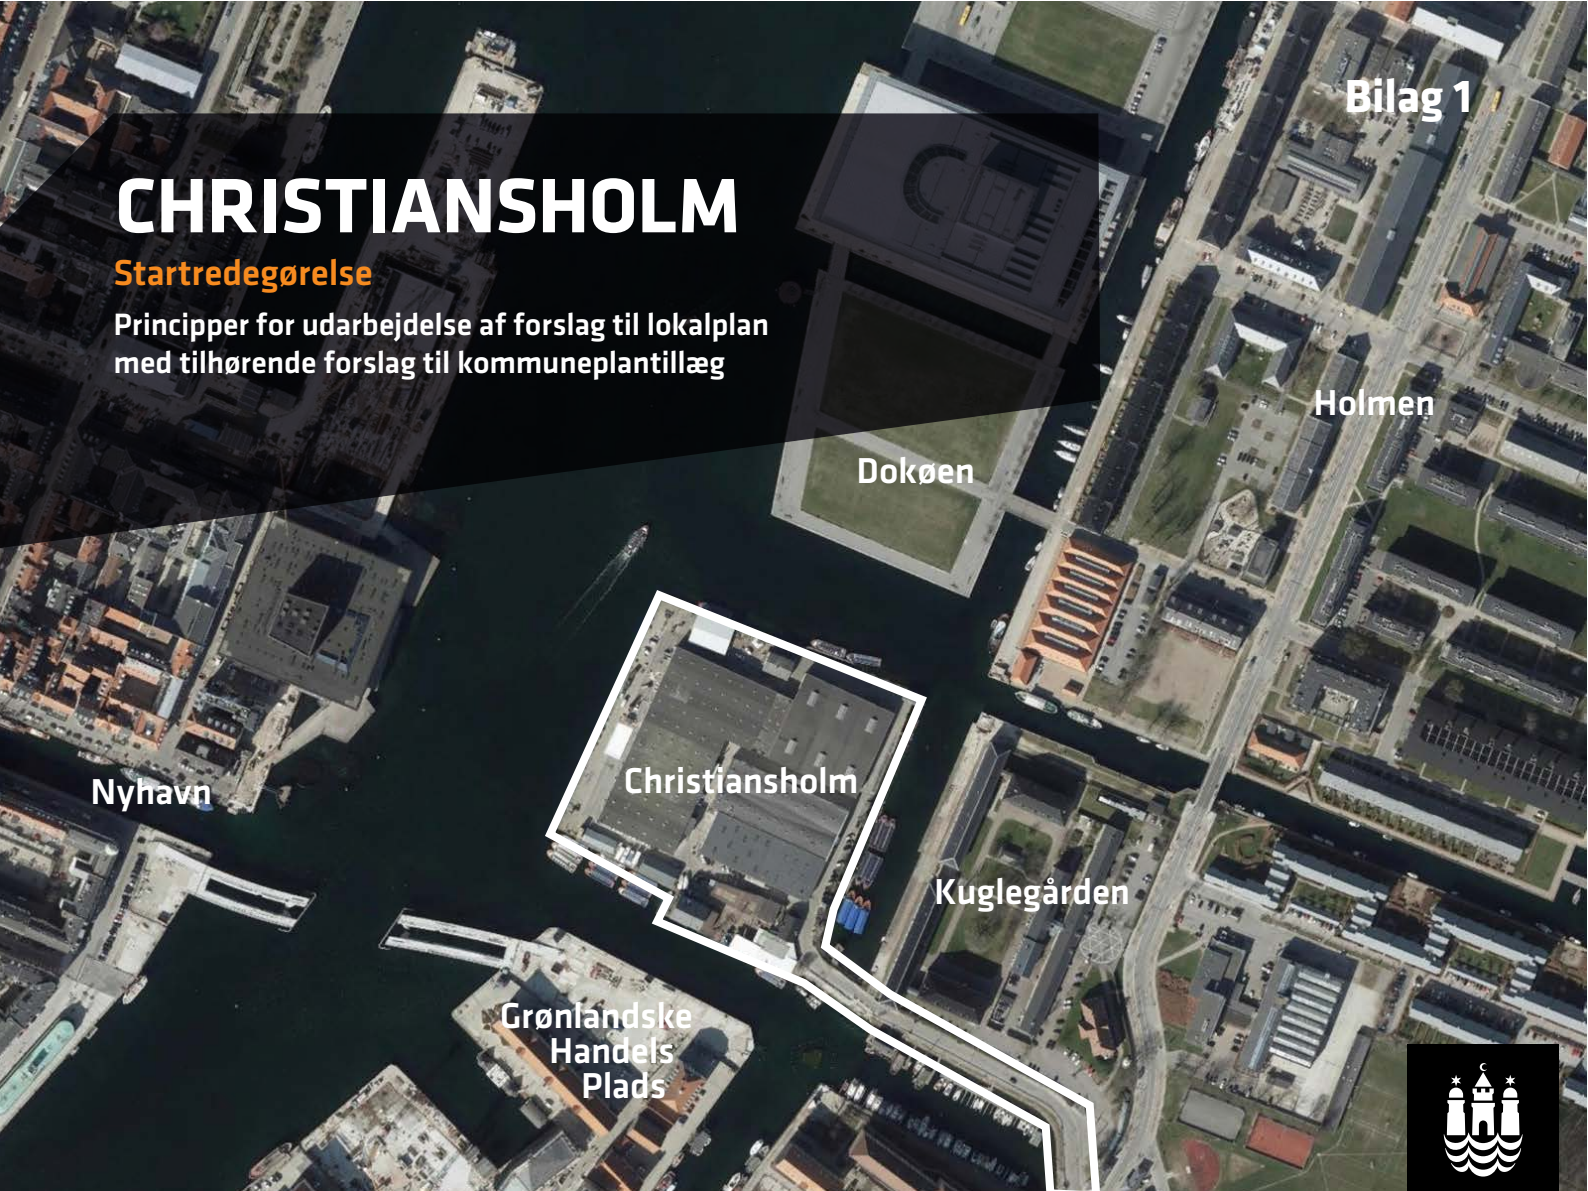 Bilag 1
CHRISTIANSHOLM
Startredegørelse
Principper for udarbejdelse af forslag til lokalplan
med tilhørende forslag til kommuneplantillæg
Holmen
Dokøen
Christiansholm
Nyhavn
Kuglegården
Grønlandske
Handels
Plads